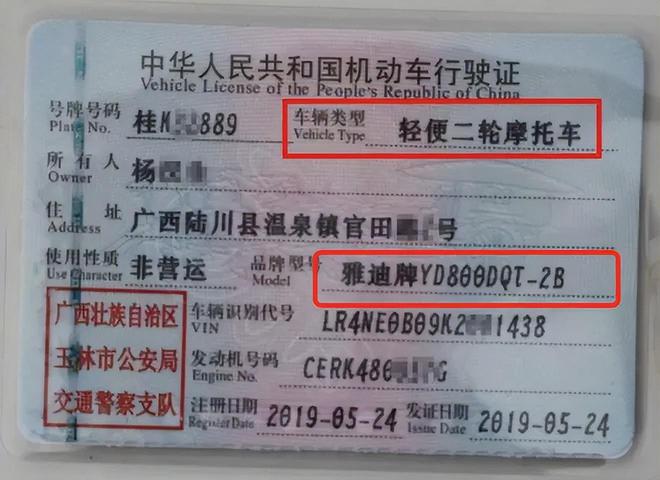 中华人民共和国机动车行驶证
Vehicle License of the People's Republic of China
号牌号码 桂K 889 车辆类型 轻便二轮摩托车
Plate No. Vehicle Type
所有人 杨
Owner
住址 广西陆川县温泉镇官田 号
Address
使用性质 非营运 品牌型号 雅迪牌YD800DQT-2B
Use Character Model
广西壮族自治区
玉林市公安局
交通警察支队
车辆识别代号 LR4NE0B09K2 1438
VIN
发动机号码 CERK480 G
Engine No.
注册日期 2019-05-24 发证日期 2019-05-24
Register Date Issue Date